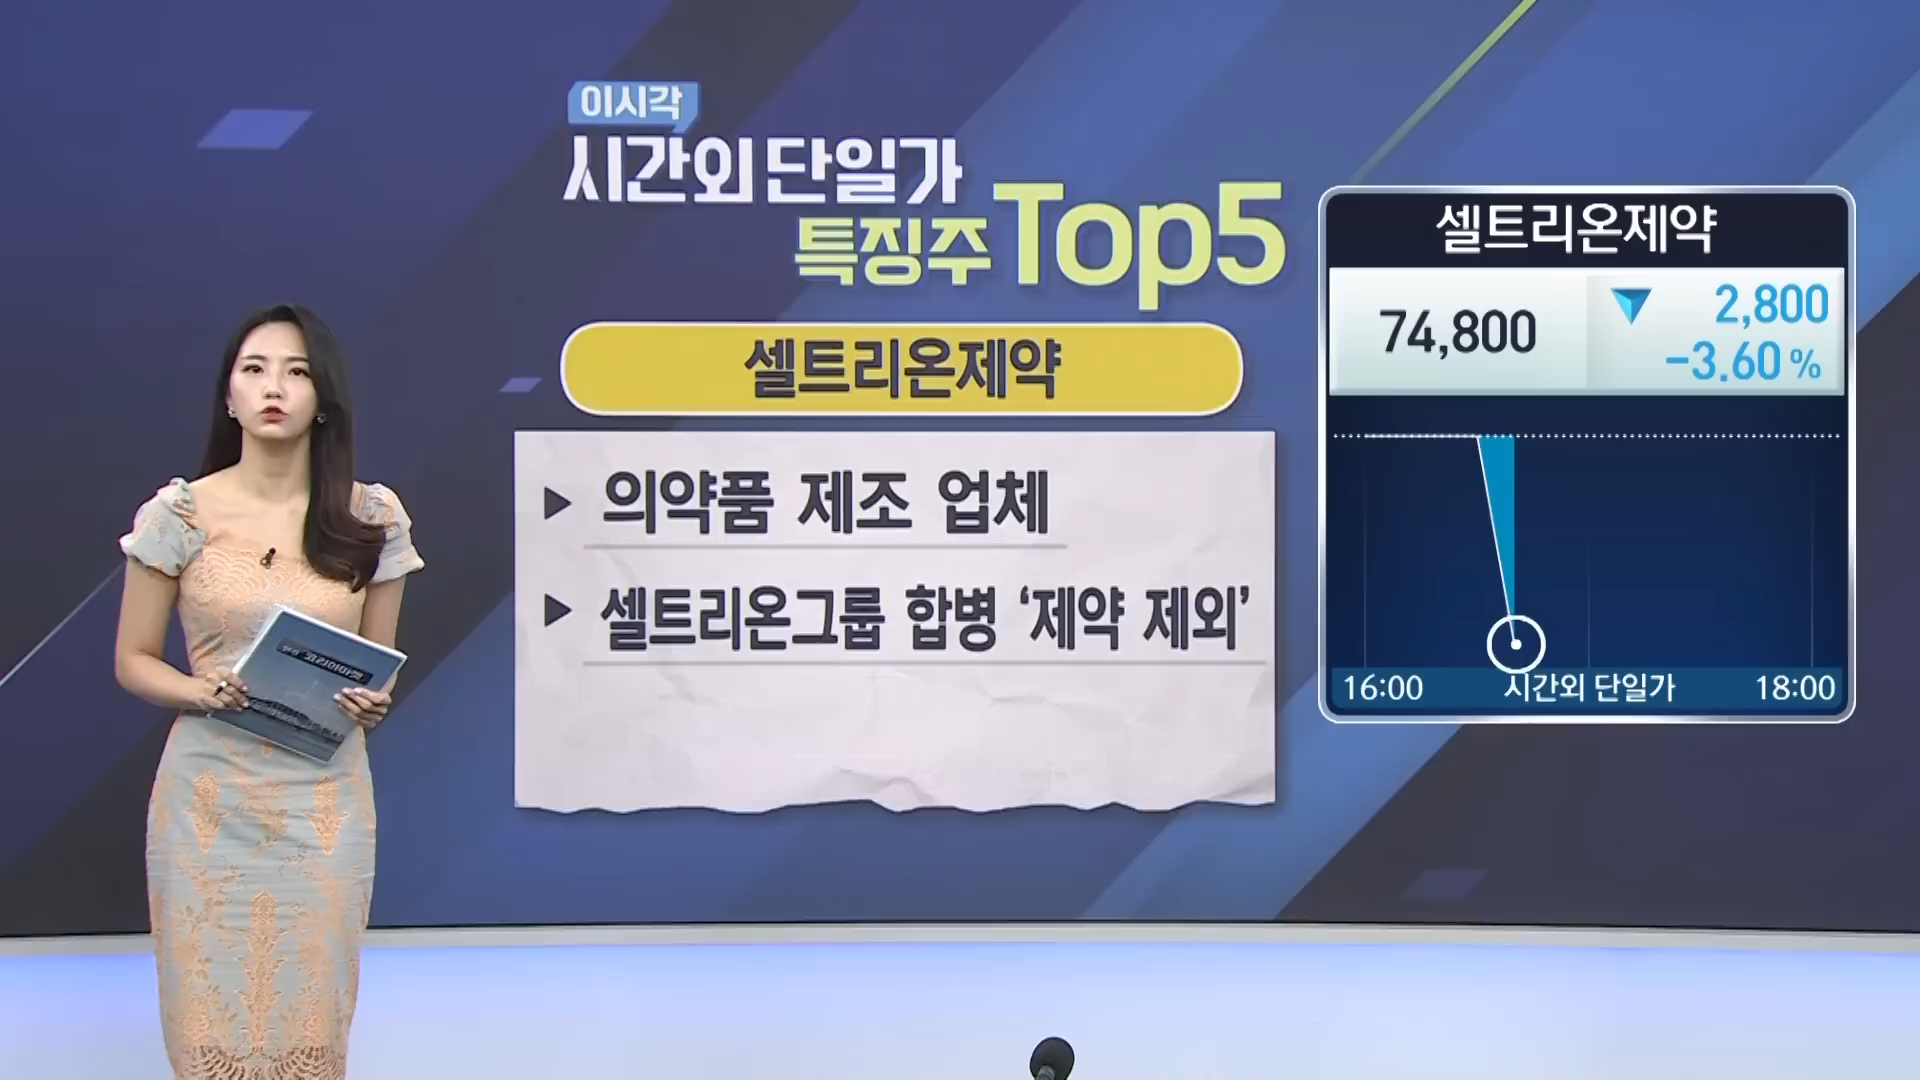 이시각
시간외 단일가
특징주 Top5
셀트리온제약
▶ 의약품 제조 업체
▶ 셀트리온그룹 합병 ‘제약 제외’
셀트리온제약
74,800
▼ 2,800
-3.60 %
16:00 시간외 단일가 18:00